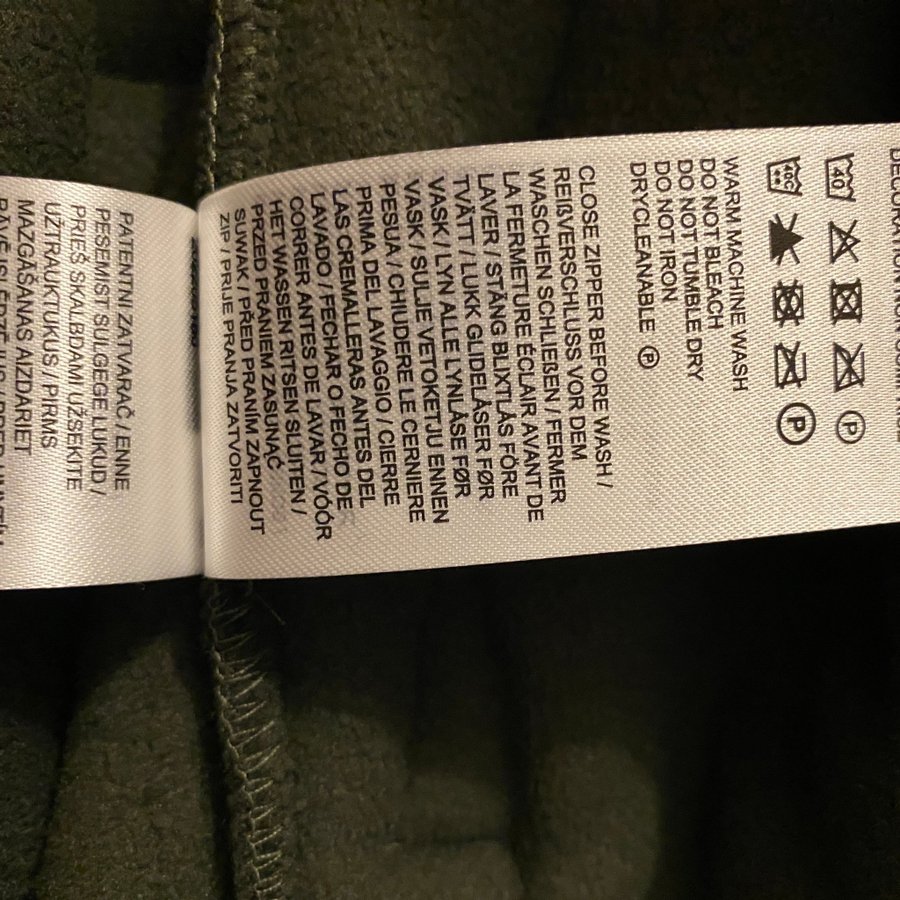 40 P
40C P
WARM MACHINE WASH
DO NOT BLEACH
DO NOT TUMBLE DRY
DO NOT IRON
DRYCLEANABLE P
CLOSE ZIPPER BEFORE WASH /
REIßVERSCHLUSS VOR DEM
WASCHEN SCHLIEßEN / FERMER
LA FERMETURE ÉCLAIR AVANT DE
LAVER / STÄNG BLIXTLÅS FÖRE
TVÄTT / LUKK GLIDELÅSER FØR
VASK / LYN ALLE LYNLÅSE FØR
VASK / SULJE VETOKETJU ENNEN
PESUA / CHIUDERE LE CERNIERE
PRIMA DEL LAVAGGIO / CIERRE
LAS CREMALLERAS ANTES DEL
LAVADO / FECHAR O FECHO DE
CORRER ANTES DE LAVAR / VÓÓR
HET WASSEN RITSEN SLUITEN /
PRZED PRANIEM ZASUNĄĆ
SUWAK / PŘED PRANÍM ZAPNOUT
ZIP / PRIJE PRANJA ZATVORITI
PATENTNI ZATVARAČ / ENNE
PESEMIST SULGEGE LUKUD /
PRIEŠ SKALBDAMI UŽSEKITE
UŽTRAUKTUKUS / PIRMS
MAZGAŠANAS AIZDARIET